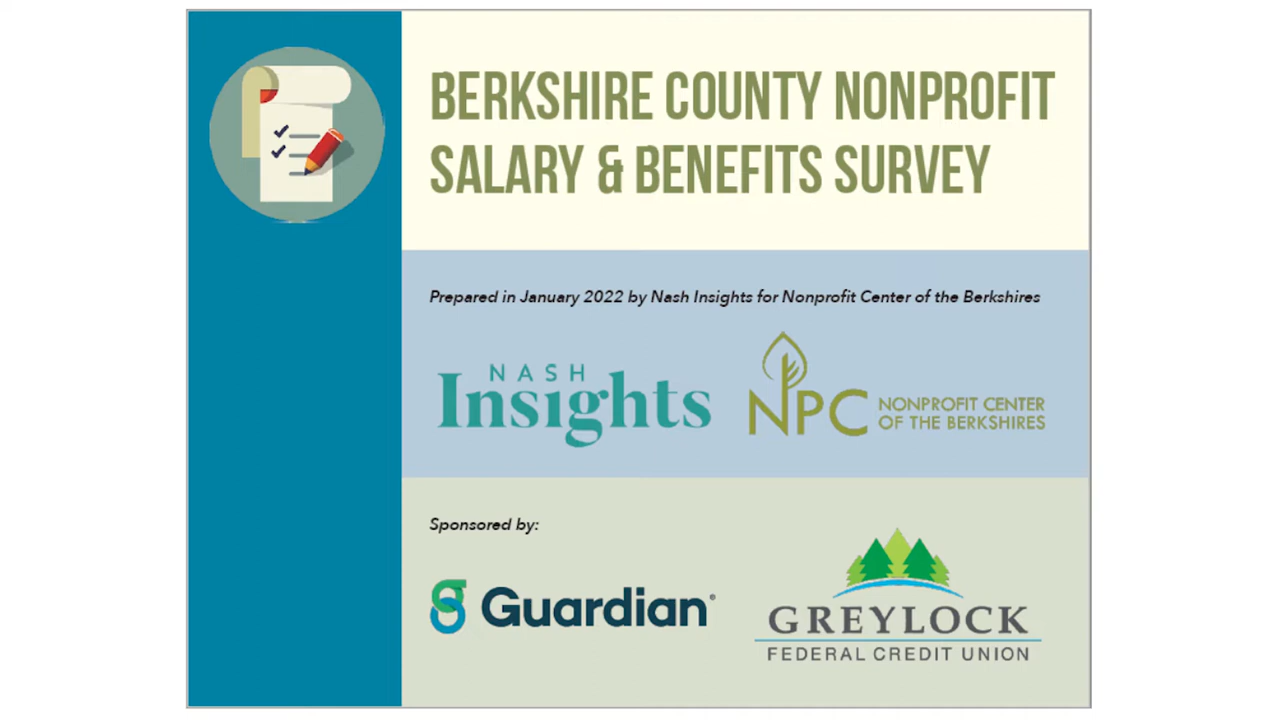 BERKSHIRE COUNTY NONPROFIT
SALARY & BENEFITS SURVEY
Prepared in January 2022 by Nash Insights for Nonprofit Center of the Berkshires
NASH
Insights
NPC
NONPROFIT CENTER
OF THE BERKSHIRES
Sponsored by:
Guardian®
GREYLOCK
FEDERAL CREDIT UNION